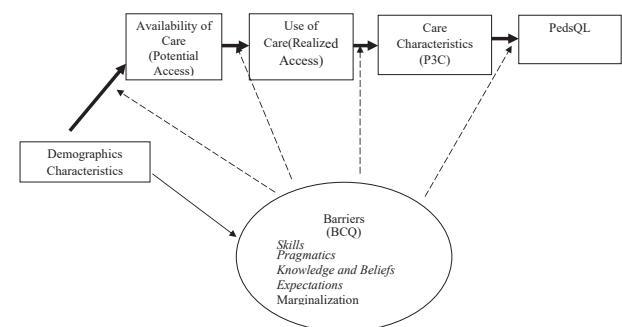 Availability of
Care
(Potential
Access)
Use of
Care(Realized
Access)
Care
Characteristics
(P3C)
PedsQL
Demographics
Characteristics
Barriers
(BCQ)
Skills
Pragmatics
Knowledge and Beliefs
Expectations
Marginalization